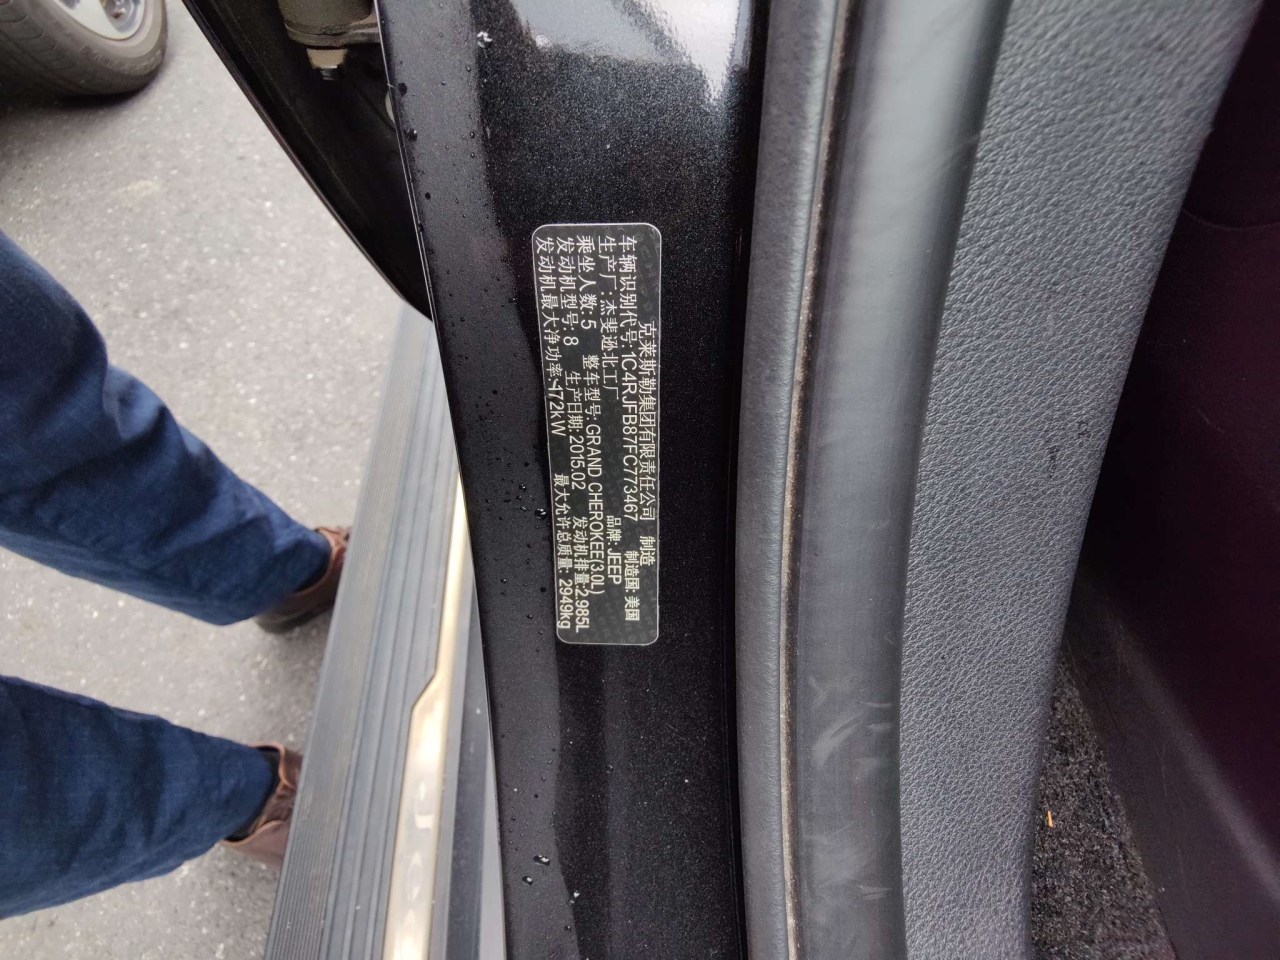 克莱斯勒集团有限责任公司 制造
车辆识别代号:1C4RJFB87FC773467 制造国:美国
生产厂:杰斐逊北工厂 品牌:JEEP
乘坐人数:5 整车型号:GRAND CHEROKEE(3.0L)
发动机型号:8 生产日期:2015.02 发动机排量:2.985L
发动机最大净功率:172kW 最大允许总质量:2949kg